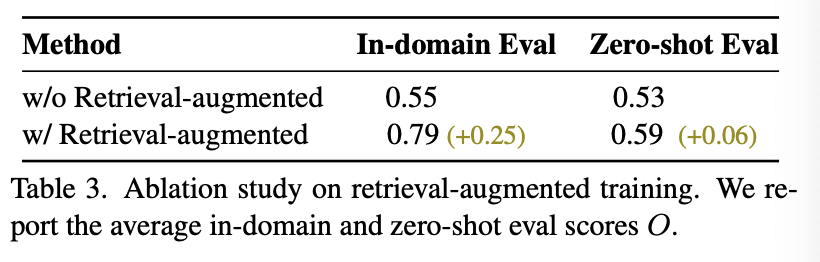 Method In-domain Eval Zero-shot Eval
w/o Retrieval-augmented 0.55 0.53
w/ Retrieval-augmented 0.79 (+0.25) 0.59 (+0.06)
Table 3. Ablation study on retrieval-augmented training. We re-
port the average in-domain and zero-shot eval scores O.